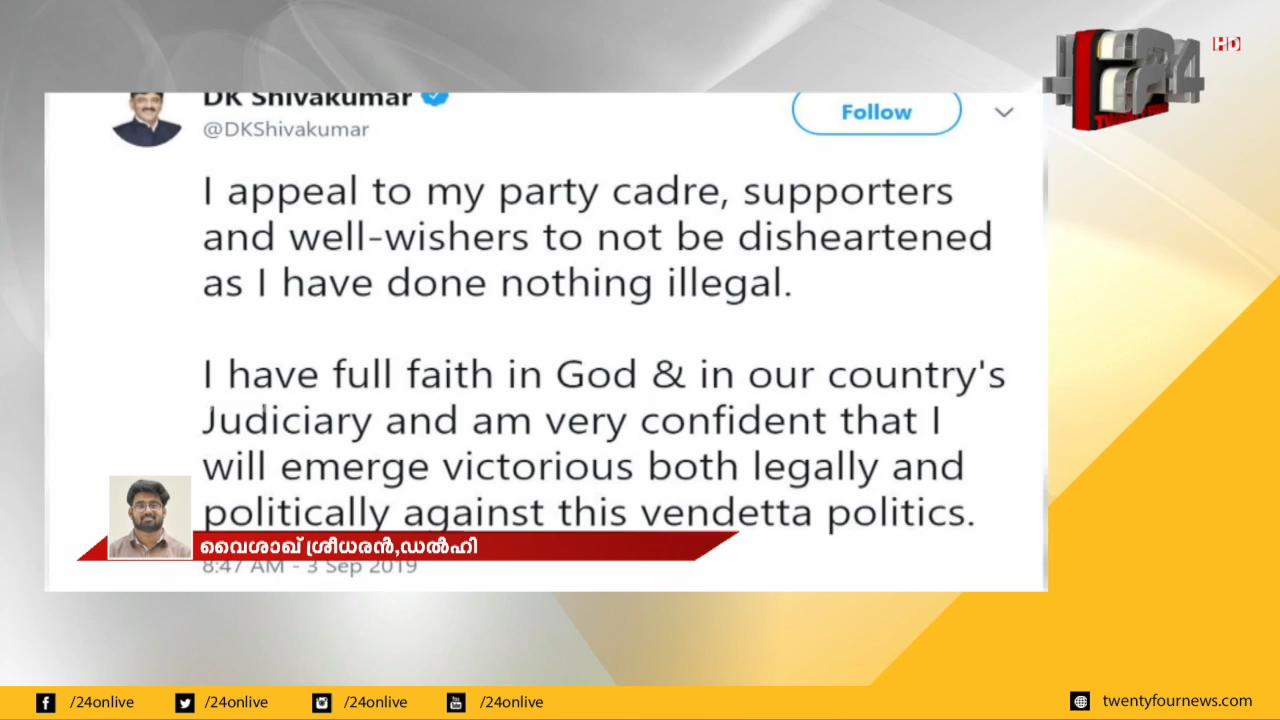 24
HD
DK Shivakumar
@DKShivakumar
Follow
I appeal to my party cadre, supporters
and well-wishers to not be disheartened
as I have done nothing illegal.
I have full faith in God & in our country's
Judiciary and am very confident that I
will emerge victorious both legally and
politically against this vendetta politics.
വൈശാഖ് ശ്രീധരൻ,ഡൽഹി
8:47 AM - 3 Sep 2019
/24onlive
/24onlive
/24onlive
/24onlive
twentyfournews.com